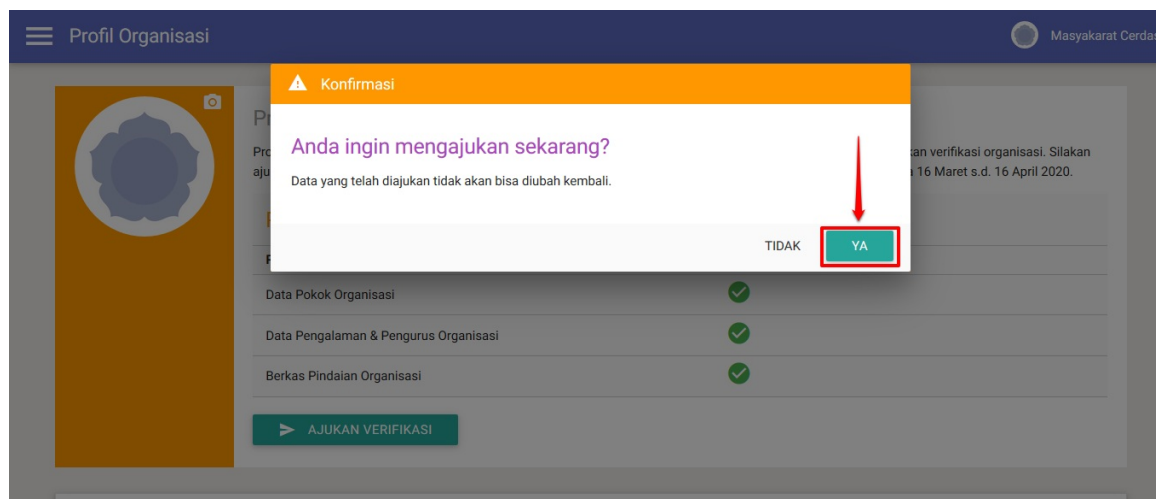 Profil Organisasi
Masyakarat Cerdas
Konfirmasi
Anda ingin mengajukan sekarang?
Data yang telah diajukan tidak akan bisa diubah kembali.
kan verifikasi organisasi. Silakan
16 Maret s.d. 16 April 2020.
TIDAK
YA
Data Pokok Organisasi
Data Pengalaman & Pengurus Organisasi
Berkas Pindaian Organisasi
AJUKAN VERIFIKASI